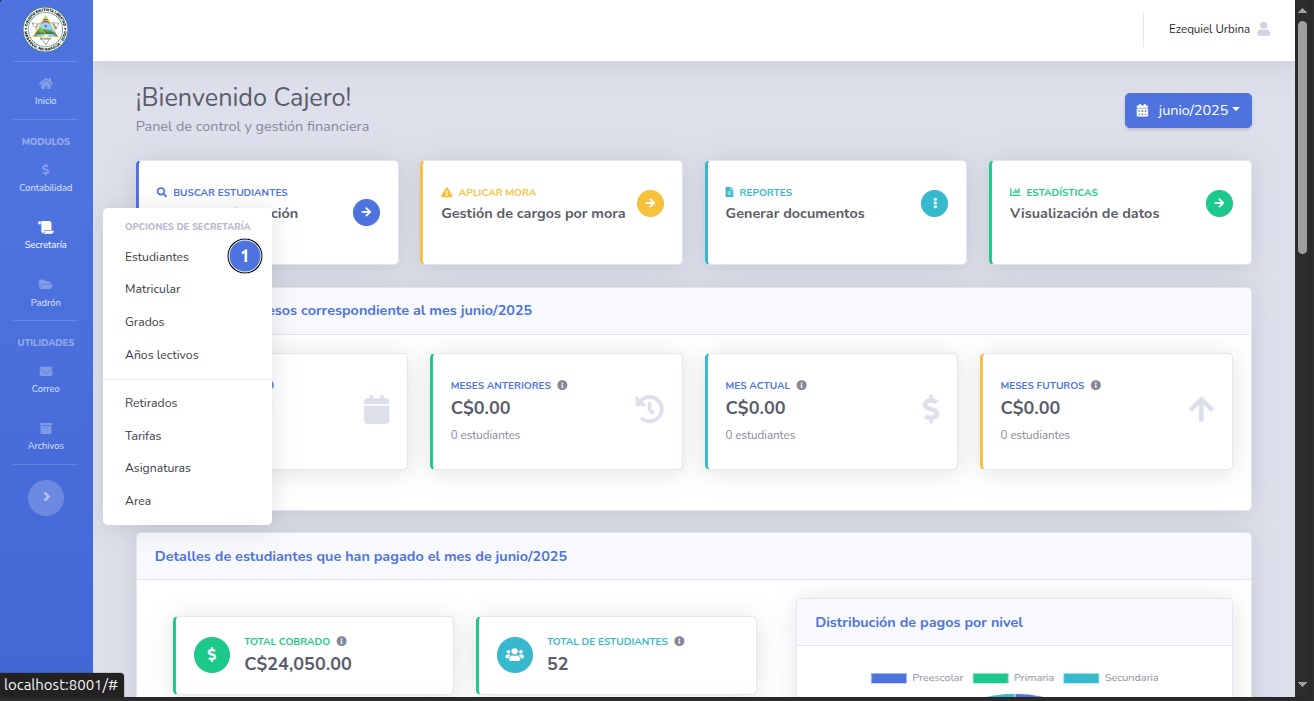 Ezequiel Urbina
Inicio
MODULOS
Contabilidad
Secretaría
Padrón
UTILIDADES
Correo
Archivos
¡Bienvenido Cajero!
Panel de control y gestión financiera
junio/2025
BUSCAR ESTUDIANTES
APLICAR MORA
Gestión de cargos por mora
REPORTES
Generar documentos
ESTADÍSTICAS
Visualización de datos
OPCIONES DE SECRETARÍA
Estudiantes
1
Matricular
Grados
Años lectivos
Retirados
Tarifas
Asignaturas
Area
correspondiente al mes junio/2025
MESES ANTERIORES
C$0.00
0 estudiantes
MES ACTUAL
C$0.00
0 estudiantes
MESES FUTUROS
C$0.00
0 estudiantes
Detalles de estudiantes que han pagado el mes de junio/2025
TOTAL COBRADO
C$24,050.00
TOTAL DE ESTUDIANTES
52
Distribución de pagos por nivel
Preescolar Primaria Secundaria
localhost:8001/#